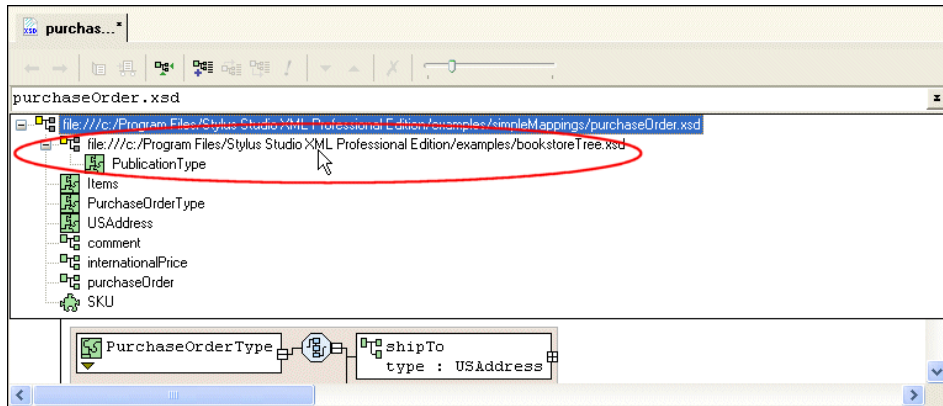 purchas...*
purchaseOrder.xsd
file:///c:/Program Files/Stylus Studio XML Professional Edition/examples/simpleMappings/purchaseOrder.xsd
file:///c:/Program Files/Stylus Studio XML Professional Edition/examples/bookstoreTree.xsd
PublicationType
Items
PurchaseOrderType
USAddress
comment
internationalPrice
purchaseOrder
SKU
PurchaseOrderType
shipTo
type : USAddress